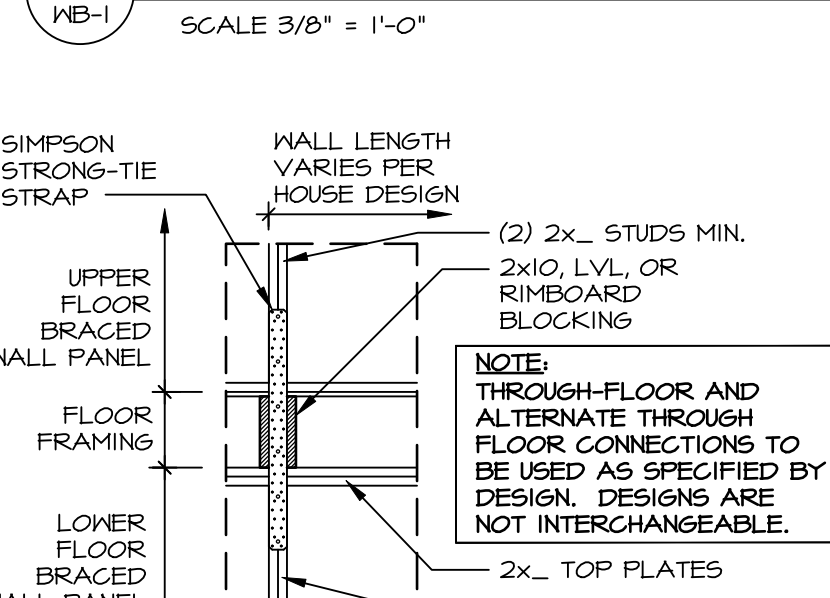 WB-1
SCALE 3/8" = 1'-0"
SIMPSON
STRONG-TIE
STRAP
WALL LENGTH
VARIES PER
HOUSE DESIGN
(2) 2x_ STUDS MIN.
2x10, LVL, OR
RIMBOARD
BLOCKING
UPPER
FLOOR
BRACED
WALL PANEL
NOTE:
THROUGH-FLOOR AND
ALTERNATE THROUGH
FLOOR CONNECTIONS TO
BE USED AS SPECIFIED BY
DESIGN. DESIGNS ARE
NOT INTERCHANGEABLE.
FLOOR
FRAMING
LOWER
FLOOR
BRACED
WALL PANEL
2x_ TOP PLATES